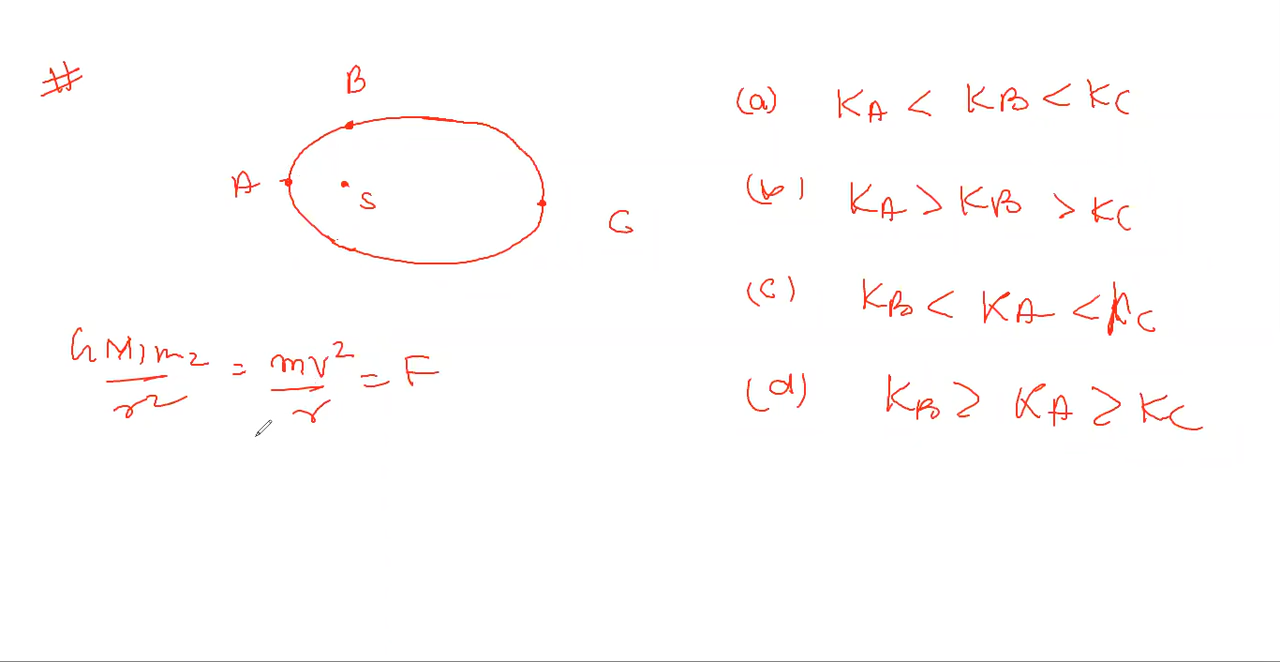 #
B
A
S
C
(a) KA < KB < KC
(b) KA > KB > KC
(c) KB < KA < KC
(d) KB > KA > KC
GM1m2 / r² = mv² / r = F